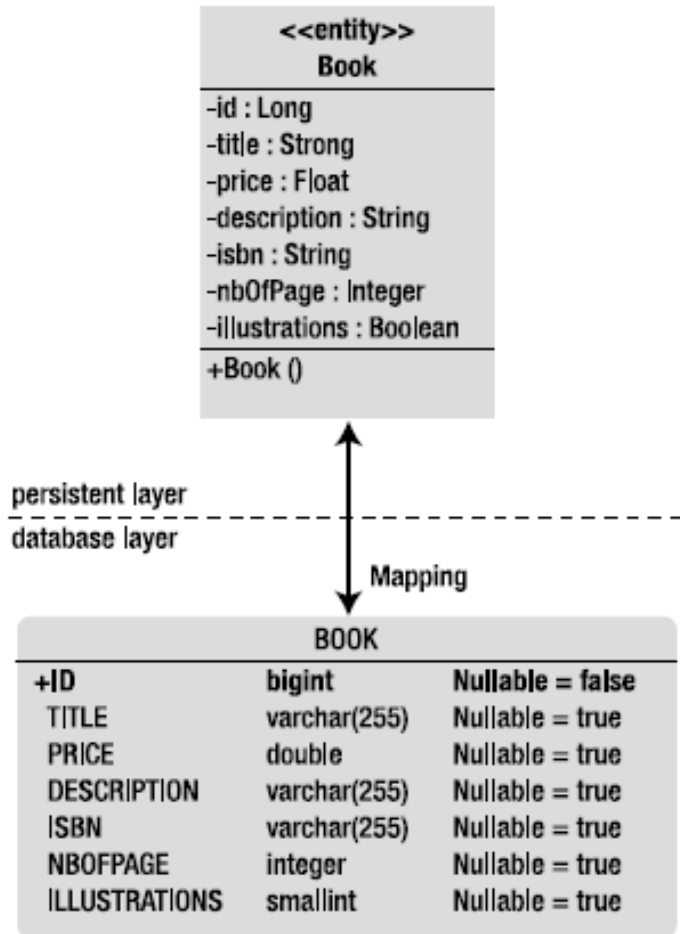 <<entity>>
Book
-id : Long
-title : Strong
-price : Float
-description : String
-isbn : String
-nbOfPage : Integer
-illustrations : Boolean
+Book ()
persistent layer
database layer
Mapping
BOOK
+ID bigint Nullable = false
TITLE varchar(255) Nullable = true
PRICE double Nullable = true
DESCRIPTION varchar(255) Nullable = true
ISBN varchar(255) Nullable = true
NBOFPAGE integer Nullable = true
ILLUSTRATIONS smallint Nullable = true